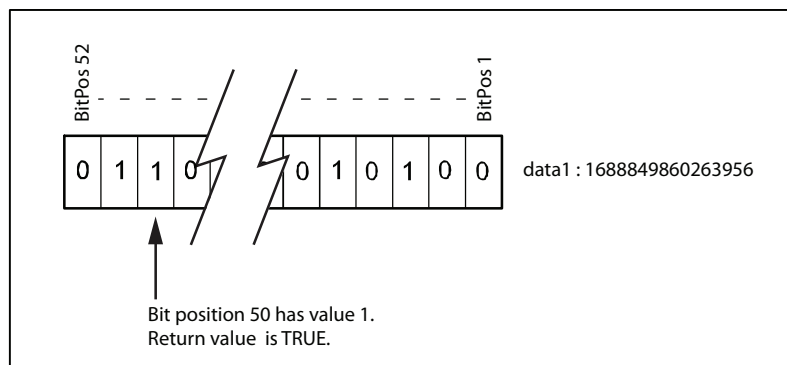 BitPos 52
BitPos 1
0 1 1 0 0 1 0 1 0 0
data1 : 1688849860263956
Bit position 50 has value 1.
Return value is TRUE.